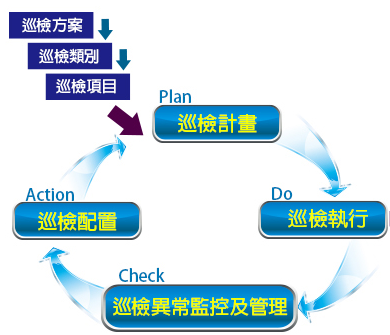 巡檢方案
巡檢類別
巡檢項目
Plan
巡檢計畫
Do
巡檢執行
Check
巡檢異常監控及管理
Action
巡檢配置